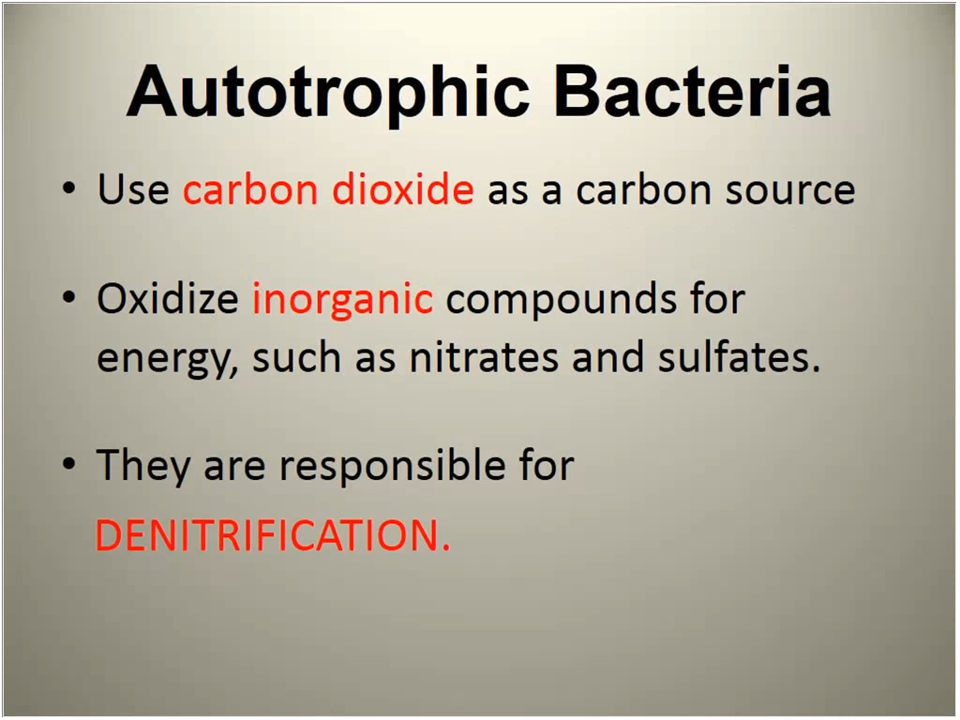 Autotrophic Bacteria
• Use carbon dioxide as a carbon source
• Oxidize inorganic compounds for
energy, such as nitrates and sulfates.
• They are responsible for
DENITRIFICATION.